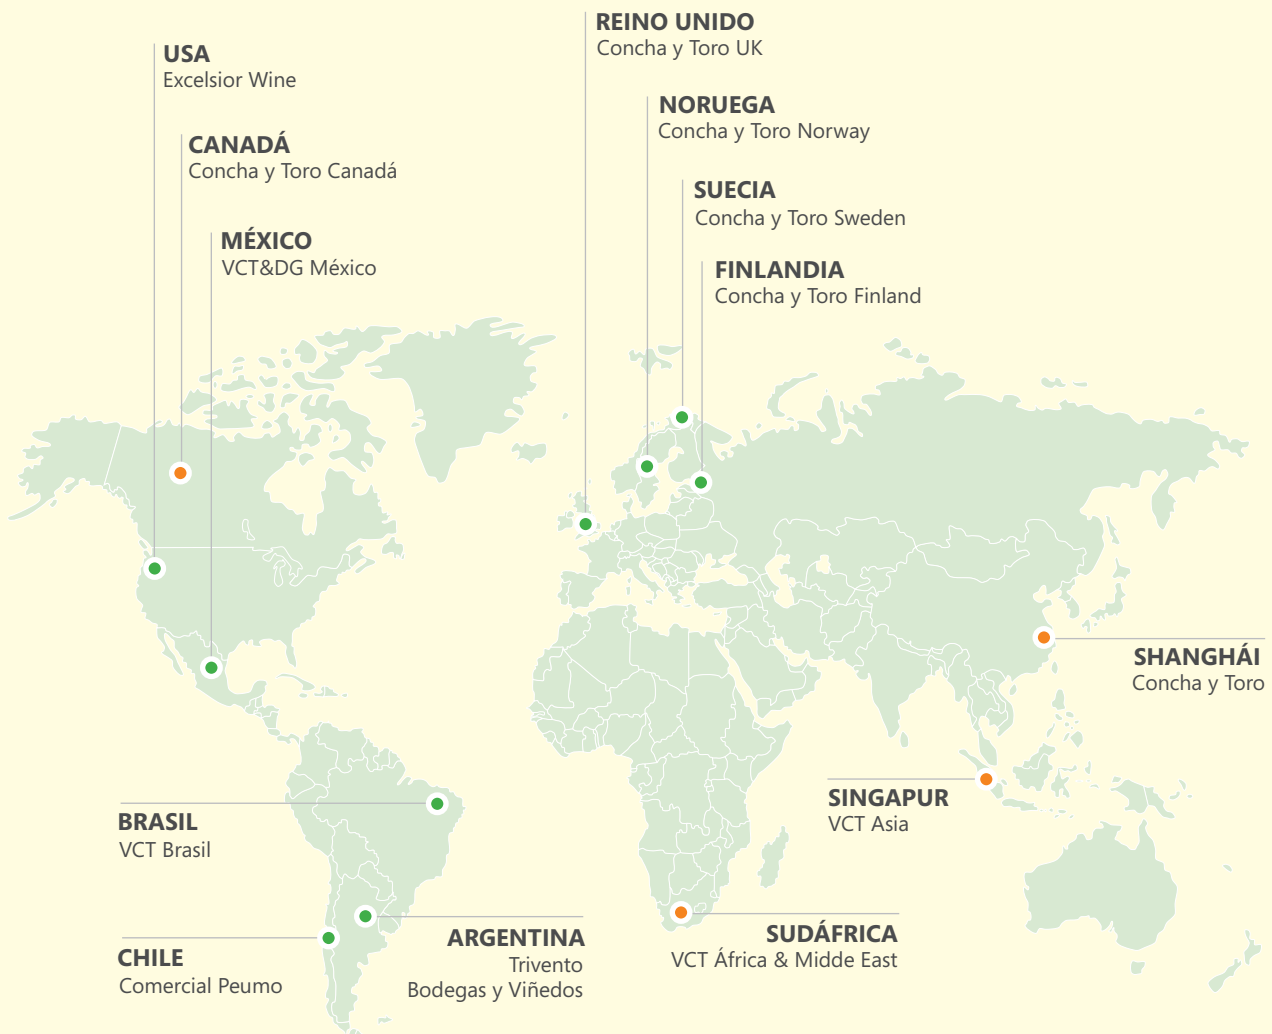 REINO UNIDO
Concha y Toro UK
USA
Excelsior Wine
NORUEGA
Concha y Toro Norway
CANADÁ
Concha y Toro Canadá
SUECIA
Concha y Toro Sweden
MÉXICO
VCT&DG México
FINLANDIA
Concha y Toro Finland
SHANGHÁI
Concha y Toro
SINGAPUR
VCT Asia
BRASIL
VCT Brasil
ARGENTINA
Trivento
Bodegas y Viñedos
SUDÁFRICA
VCT África & Midde East
CHILE
Comercial Peumo